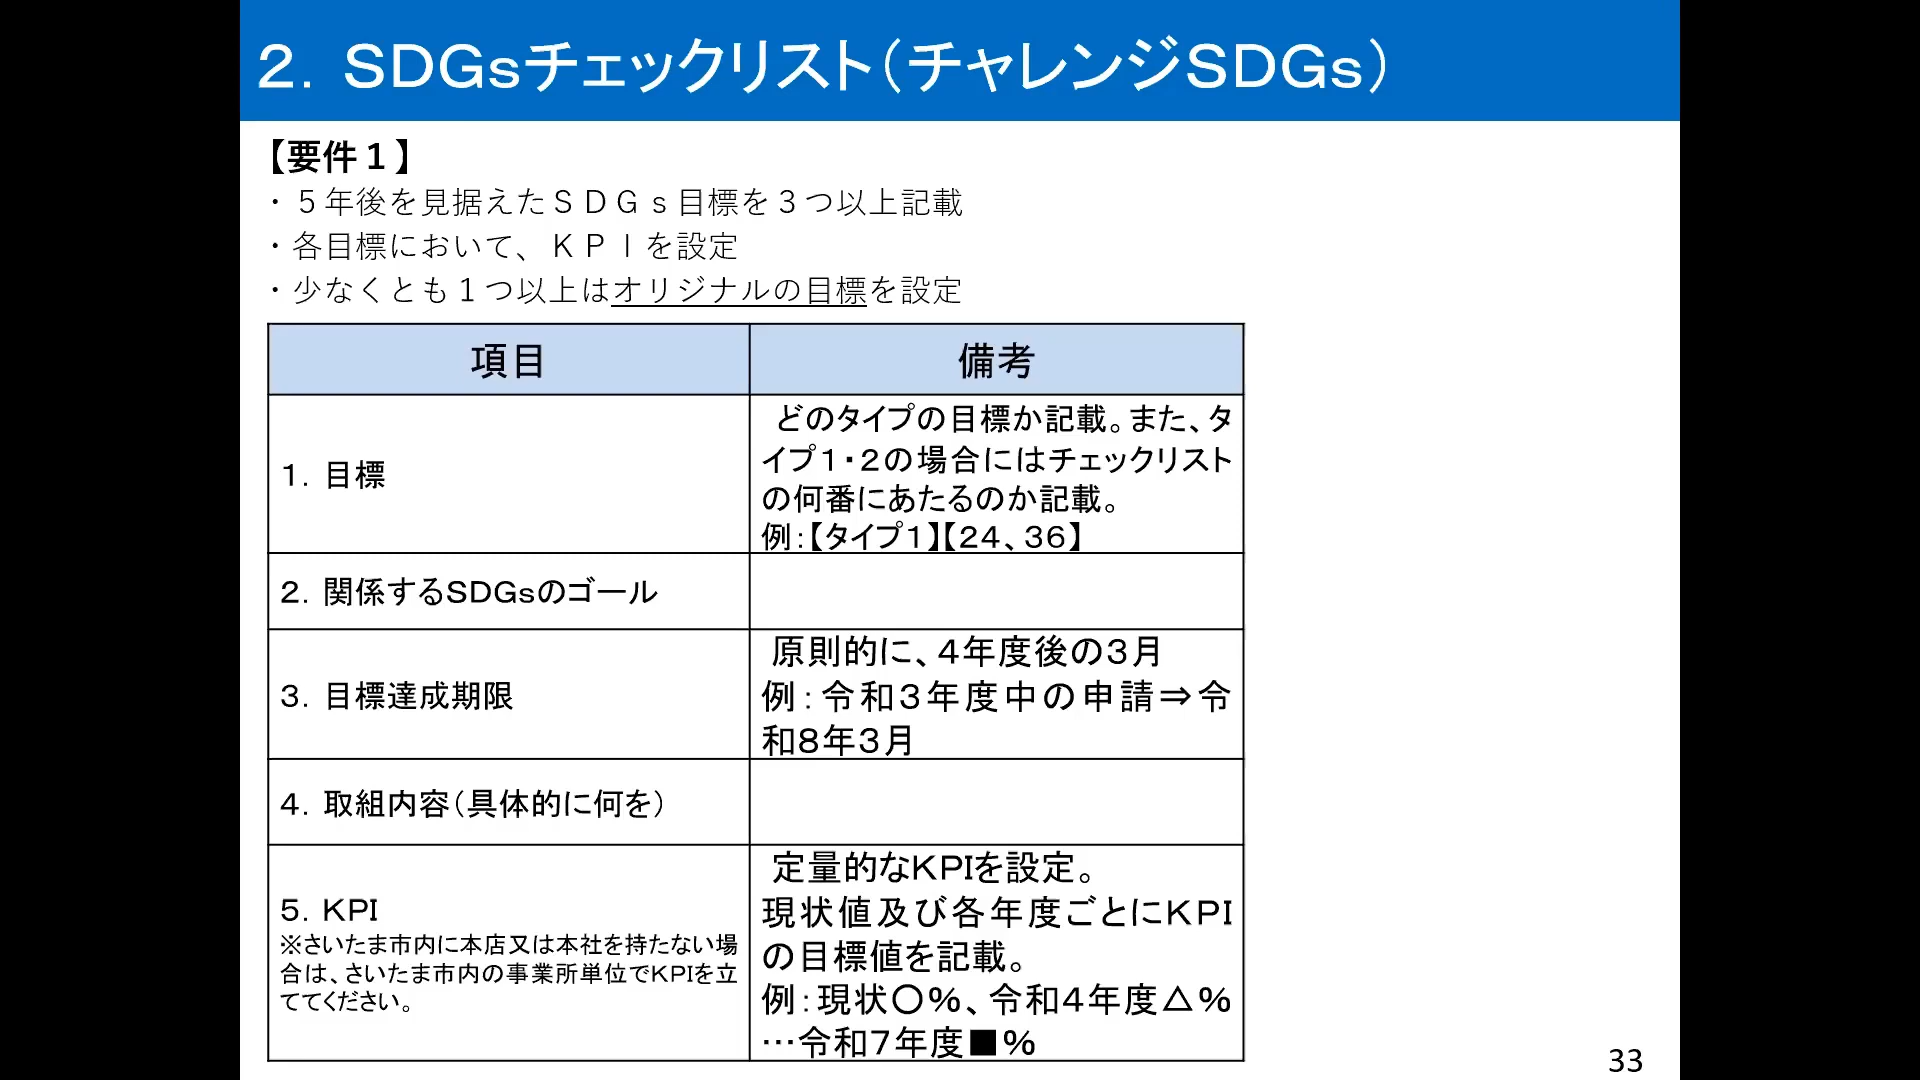 ２．ＳＤＧｓチェックリスト（チャレンジＳＤＧｓ）
【要件１】
・５年後を見据えたＳＤＧｓ目標を３つ以上記載
・各目標において、ＫＰＩを設定
・少なくとも１つ以上はオリジナルの目標を設定
項目
備考
１．目標
どのタイプの目標か記載。また、タ
イプ１・２の場合にはチェックリスト
の何番にあたるのか記載。
例：【タイプ１】【２４、３６】
２．関係するSDGsのゴール
３．目標達成期限
原則的に、４年度後の３月
例：令和３年度中の申請⇒令
和８年３月
４．取組内容（具体的に何を）
５．KPI
※さいたま市内に本店又は本社を持たない場
合は、さいたま市内の事業所単位でKPIを立
ててください。
定量的なKPIを設定。
現状値及び各年度ごとにKPI
の目標値を記載。
例：現状〇％、令和４年度△％
…令和７年度■％
33